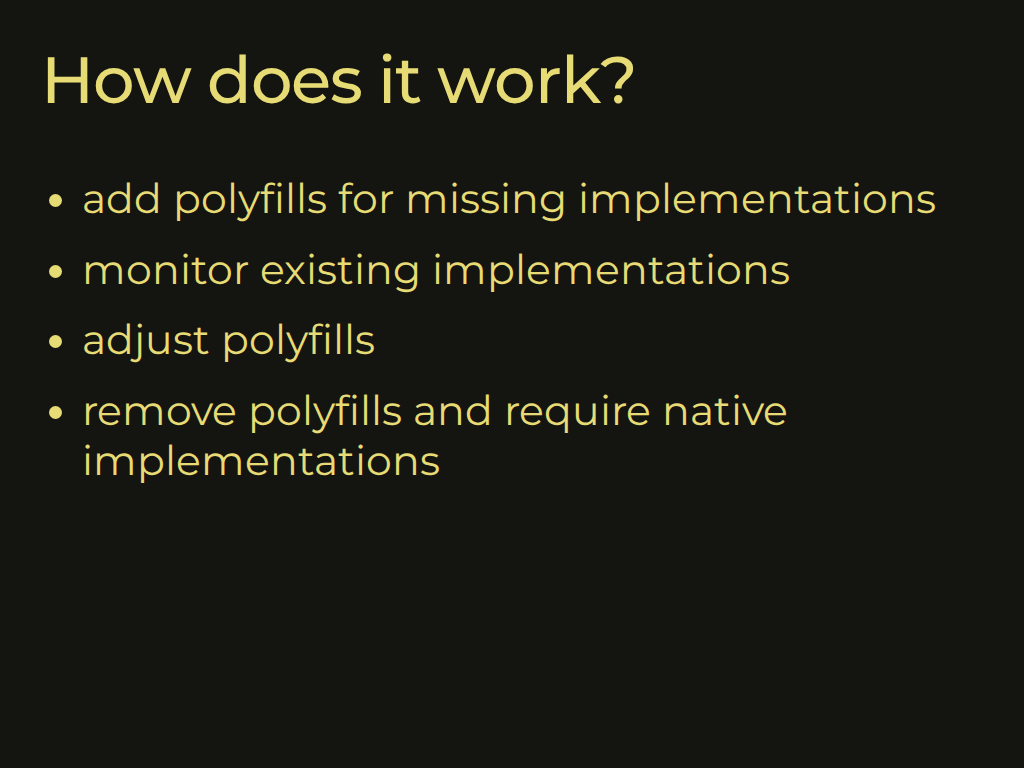 How does it work?
• add polyfills for missing implementations
• monitor existing implementations
• adjust polyfills
• remove polyfills and require native
implementations